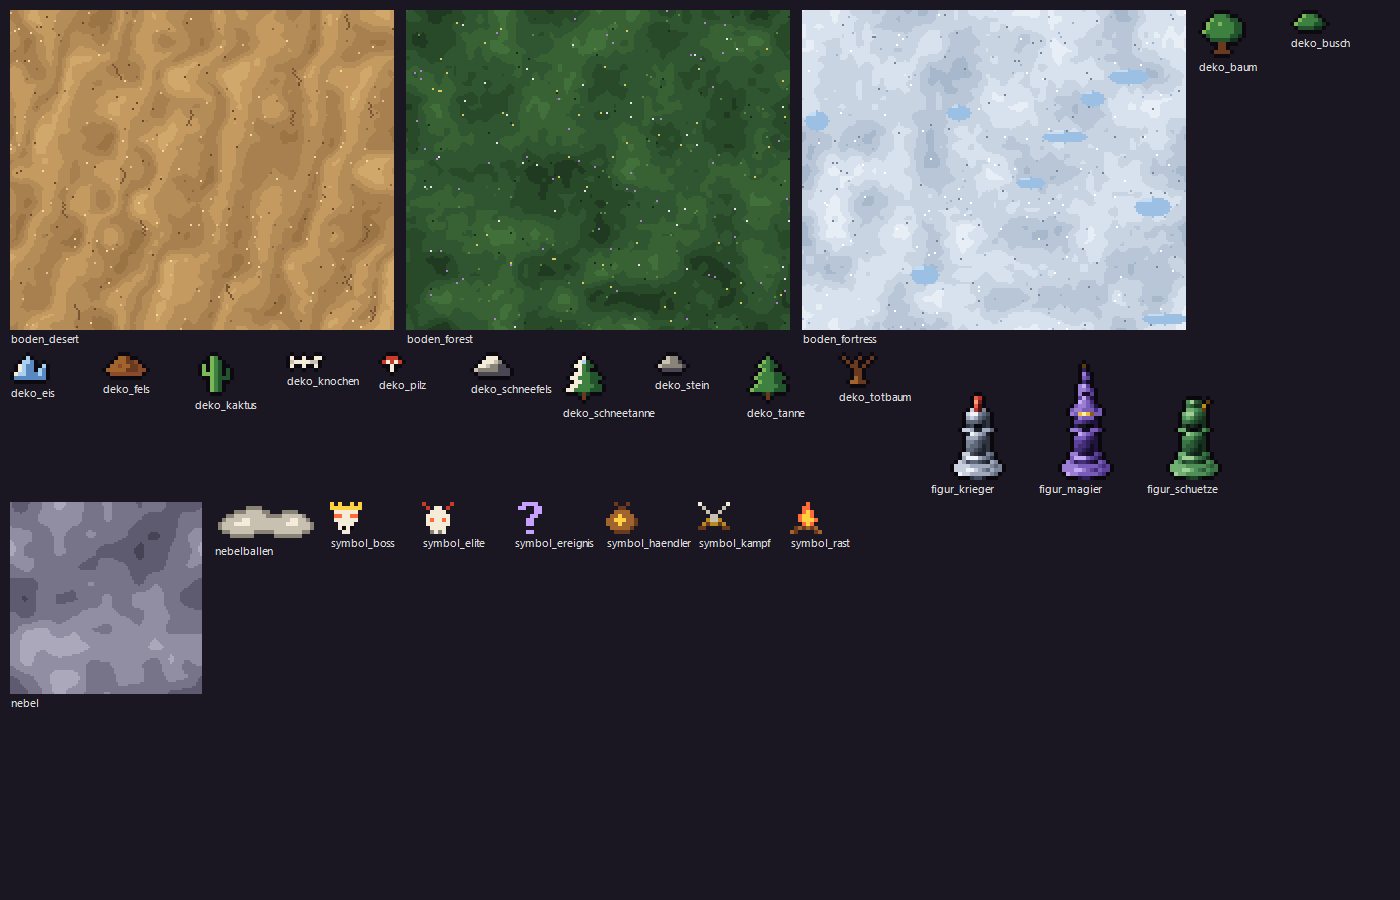 deko_baum
deko_busch
boden_desert
boden_forest
boden_fortress
deko_eis
deko_fels
deko_kaktus
deko_knochen
deko_pilz
deko_schneefels
deko_schneetanne
deko_stein
deko_tanne
deko_totbaum
figur_krieger
figur_magier
figur_schuetze
nebel
nebelballen
symbol_boss
symbol_elite
symbol_ereignis
symbol_haendler
symbol_kampf
symbol_rast